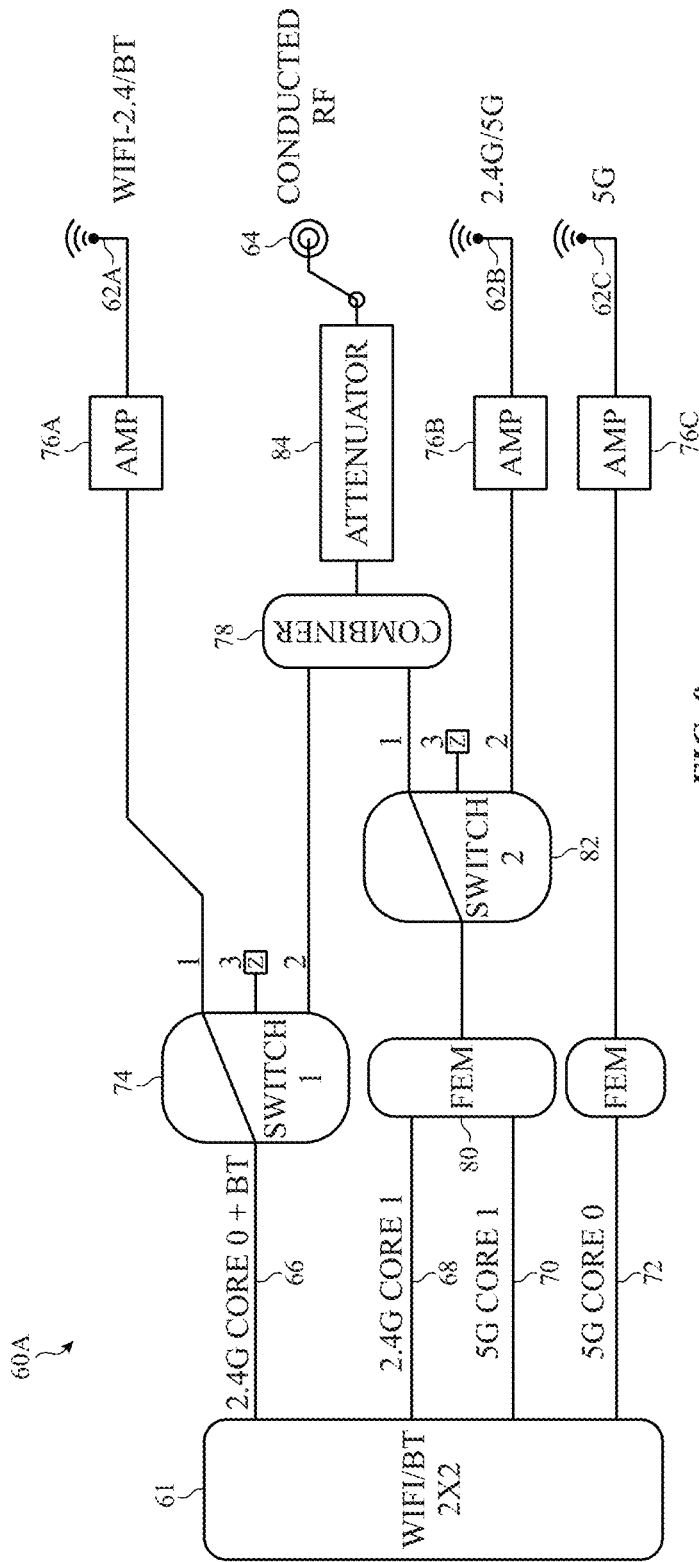 60A
61
WIFI/BT
2X2
2.4G CORE 0 + BT
66
2.4G CORE 1
68
5G CORE 1
70
5G CORE 0
72
74
SWITCH
1
1
3
Z
2
FEM
80
FEM
SWITCH
2
82
1
3
Z
2
78
COMBINER
84
ATTENUATOR
76A
AMP
76B
AMP
76C
AMP
62A
WIFI-2.4/BT
64
CONDUCTED
RF
62B
2.4G/5G
62C
5G